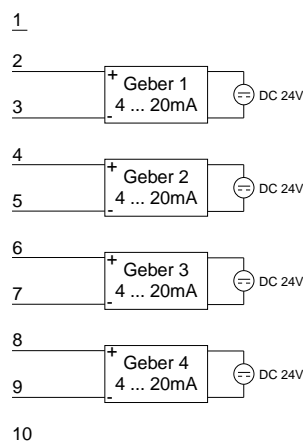 1
2
+ Geber 1 DC 24V
3
- 4 ... 20mA
4
+ Geber 2 DC 24V
5
- 4 ... 20mA
6
+ Geber 3 DC 24V
7
- 4 ... 20mA
8
+ Geber 4 DC 24V
9
- 4 ... 20mA
10